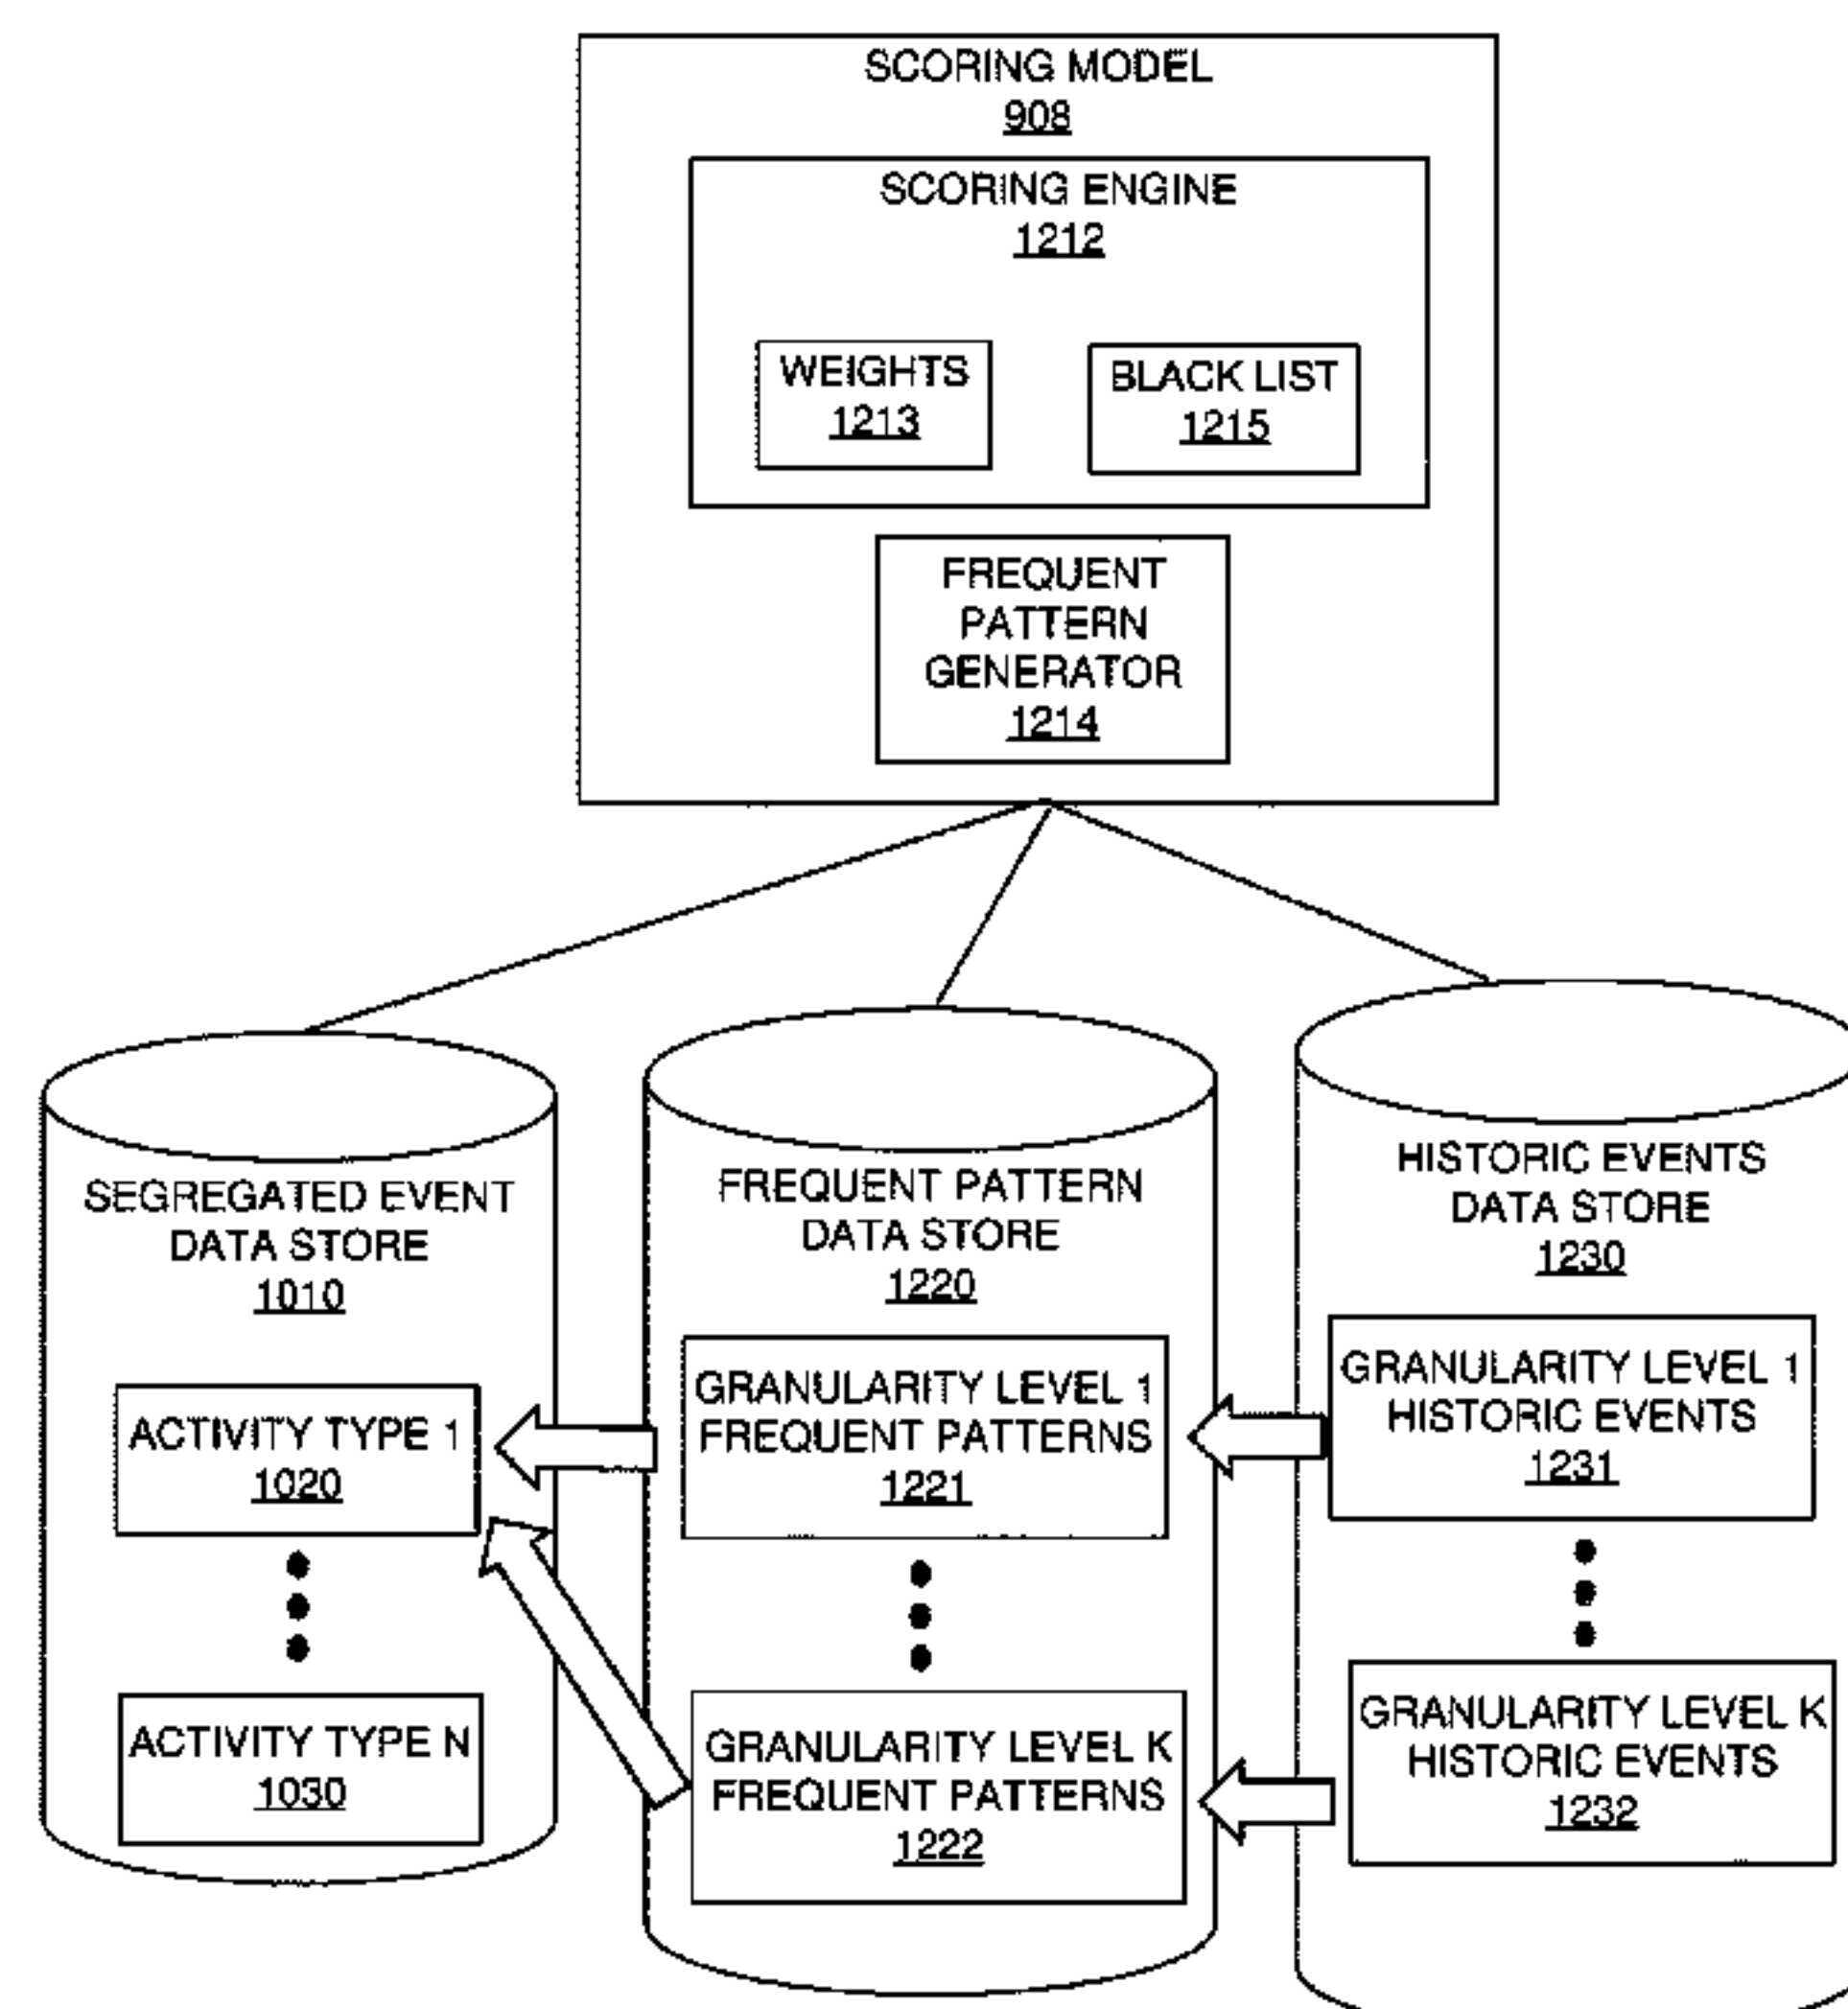 SCORING MODEL
908
SCORING ENGINE
1212
WEIGHTS
1213
BLACK LIST
1215
FREQUENT
PATTERN
GENERATOR
1214
SEGREGATED EVENT
DATA STORE
1010
ACTIVITY TYPE 1
1020
ACTIVITY TYPE N
1030
FREQUENT PATTERN
DATA STORE
1220
GRANULARITY LEVEL 1
FREQUENT PATTERNS
1221
GRANULARITY LEVEL K
FREQUENT PATTERNS
1222
HISTORIC EVENTS
DATA STORE
1230
GRANULARITY LEVEL 1
HISTORIC EVENTS
1231
GRANULARITY LEVEL K
HISTORIC EVENTS
1232